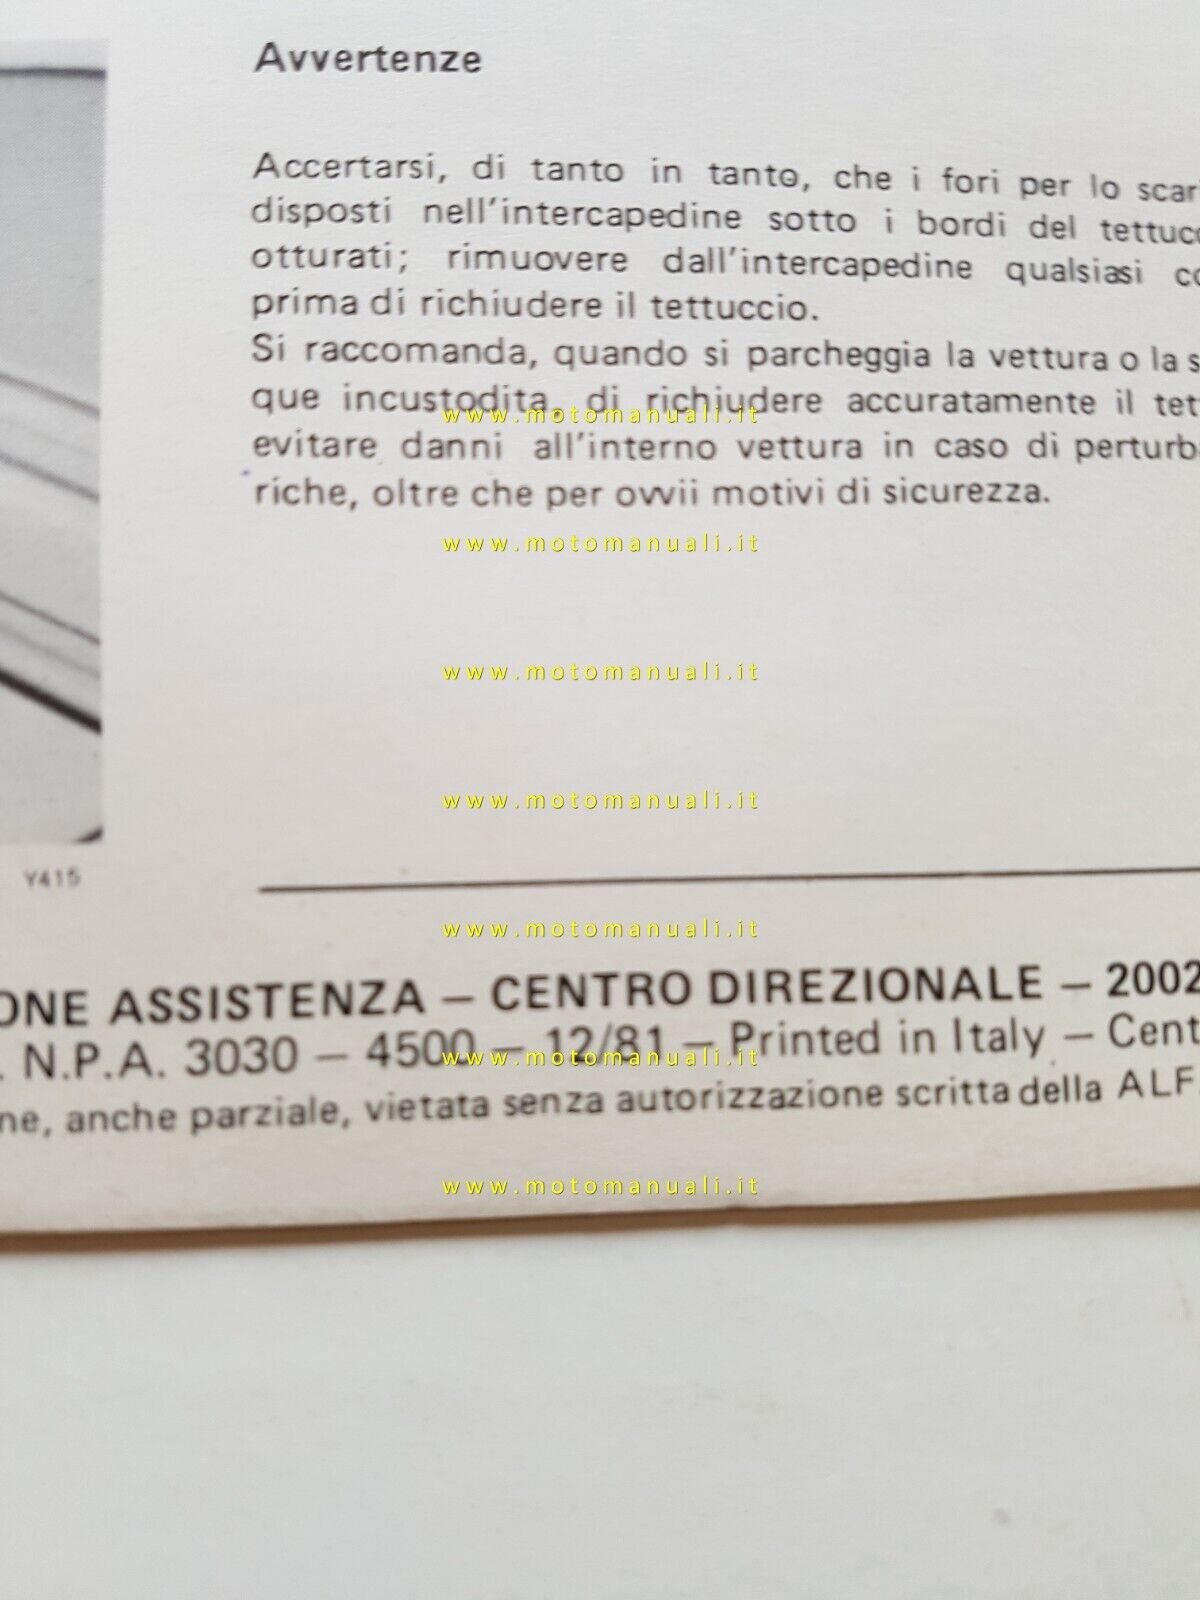 Avvertenze
Accertarsi, di tanto in tanto, che i fori per lo scar
disposti nell'intercapedine sotto i bordi del tettucc
otturati; rimuovere dall'intercapedine qualsiasi co
prima di richiudere il tettuccio.
Si raccomanda, quando si parcheggia la vettura o la s
que incustodita, di richiudere accuratamente il tet
www.motomanuali.it
evitare danni all'interno vettura in caso di perturb
riche, oltre che per ovvii motivi di sicurezza.
www.motomanuali.it
www.motomanuali.it
www.motomanuali.it
Y415
www.motomanuali.it
ONE ASSISTENZA – CENTRO DIREZIONALE – 2002
. N.P.A. 3030 – 4500 – 12/81 – Printed in Italy – Cent
www.motomanuali.it
ne, anche parziale, vietata senza autorizzazione scritta della ALF
www.motomanuali.it